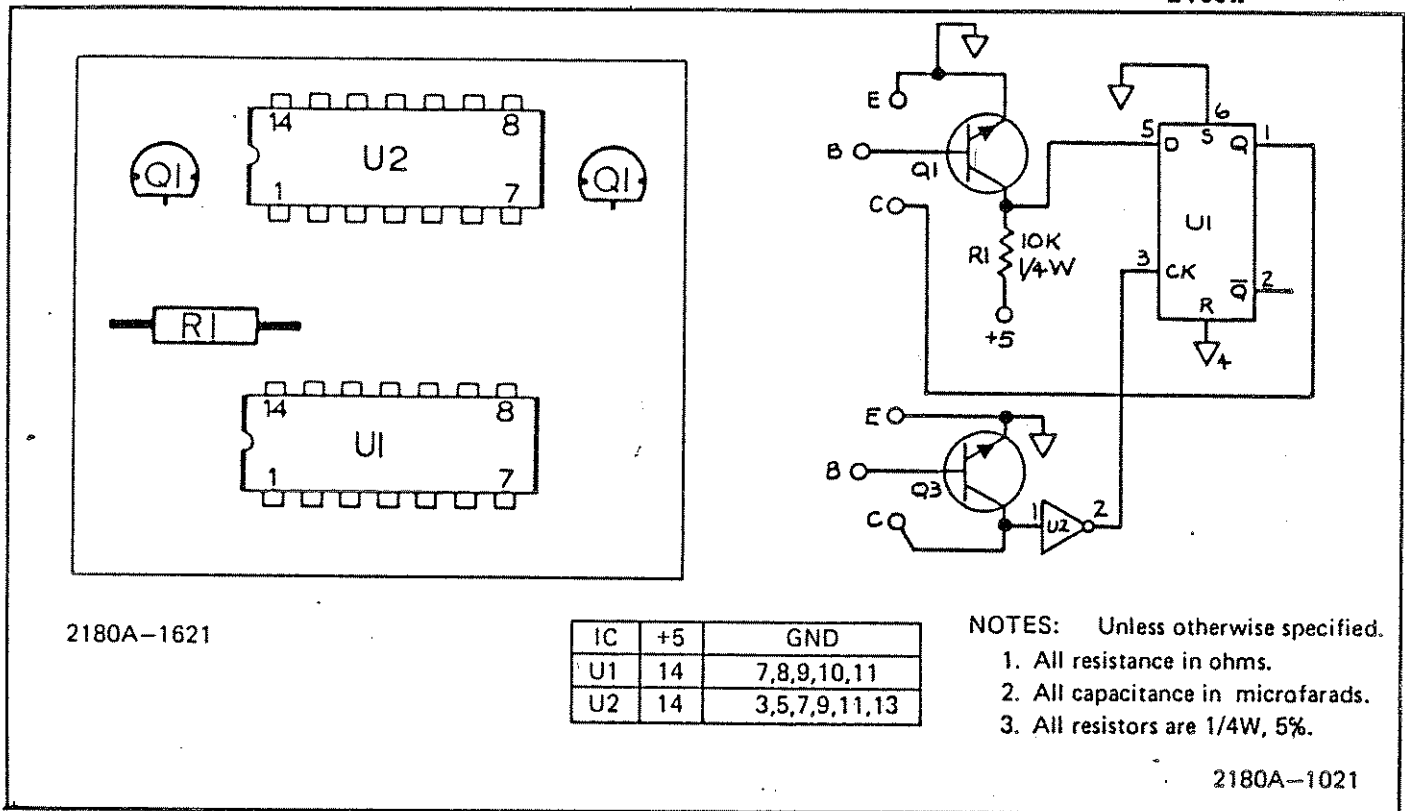 14 8
U2
1 7
Q1
Q1
R1
14 8
U1
1 7
2180A-1621
E
B
Q1
C
R1
10K
1/4W
+5
5 D
6
S
Q 1
U1
3 CK
Q̅ 2
R
4
E
B
Q3
C
1 U2 2
IC +5 GND
U1 14 7,8,9,10,11
U2 14 3,5,7,9,11,13
NOTES: Unless otherwise specified.
1. All resistance in ohms.
2. All capacitance in microfarads.
3. All resistors are 1/4W, 5%.
2180A-1021